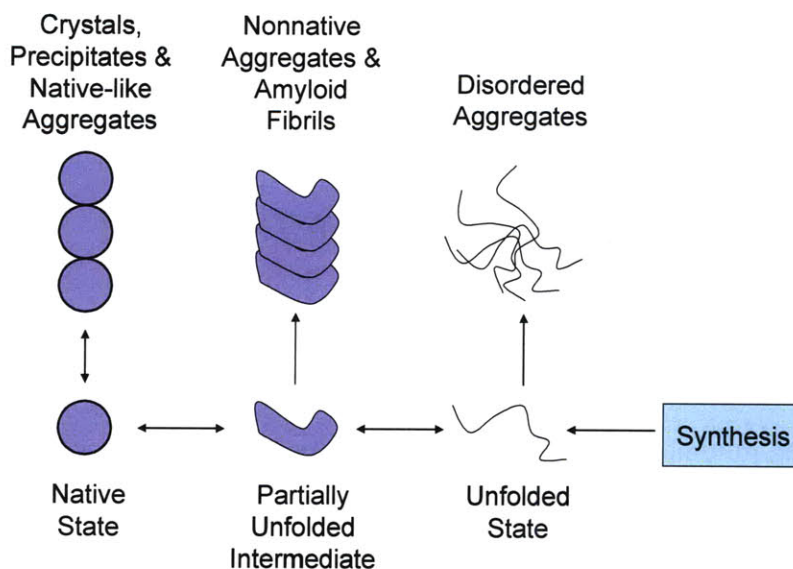 Crystals,
Precipitates &
Native-like
Aggregates
Nonnative
Aggregates &
Amyloid
Fibrils
Disordered
Aggregates
Synthesis
Native
State
Partially
Unfolded
Intermediate
Unfolded
State